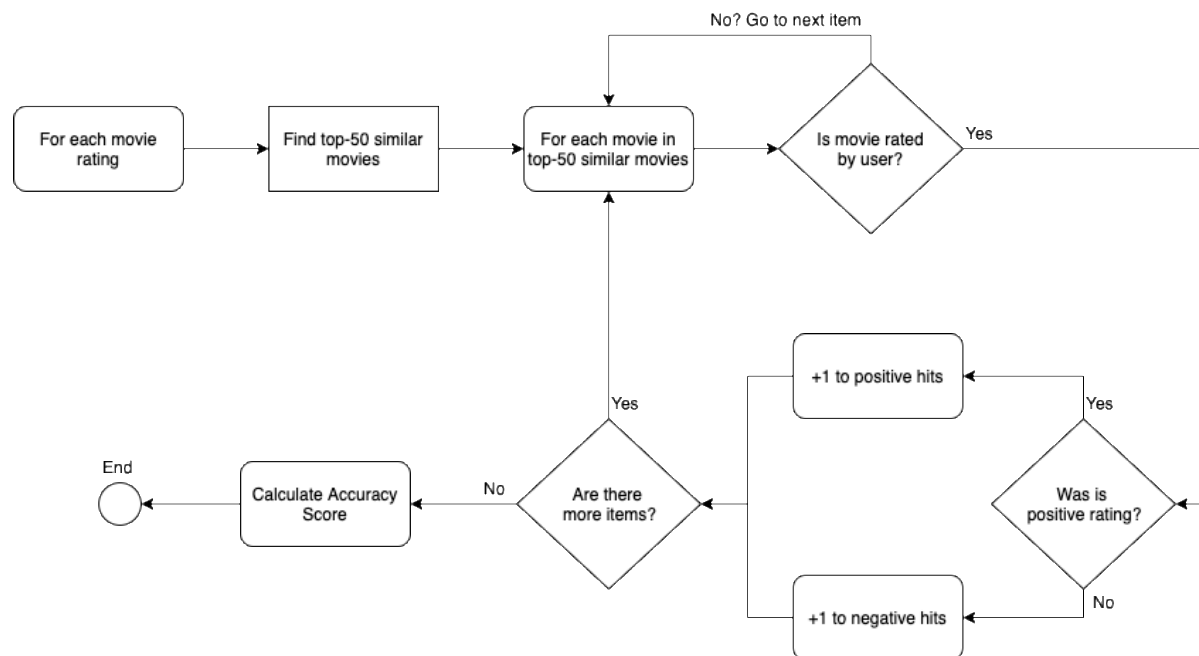 No? Go to next item
For each movie
rating
Find top-50 similar
movies
For each movie in
top-50 similar movies
Is movie rated
by user?
Yes
+1 to positive hits
Yes
Yes
End
Calculate Accuracy
Score
No
Are there
more items?
Was is
positive rating?
+1 to negative hits
No